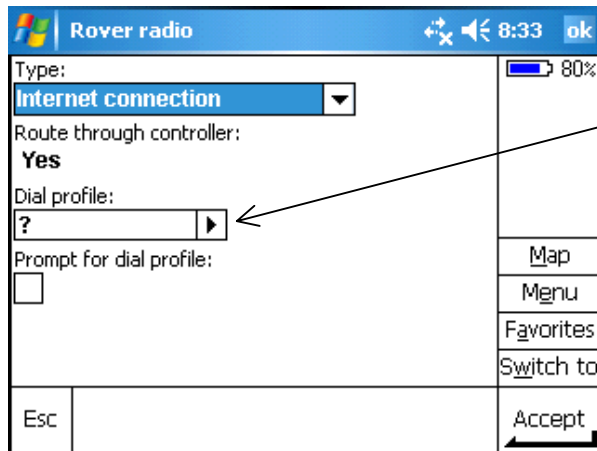 Rover radio 8:33 ok
Type: 80%
Internet connection
Route through controller:
Yes
Dial profile:
?
Prompt for dial profile:
Map
Menu
Favorites
Switch to
Esc Accept